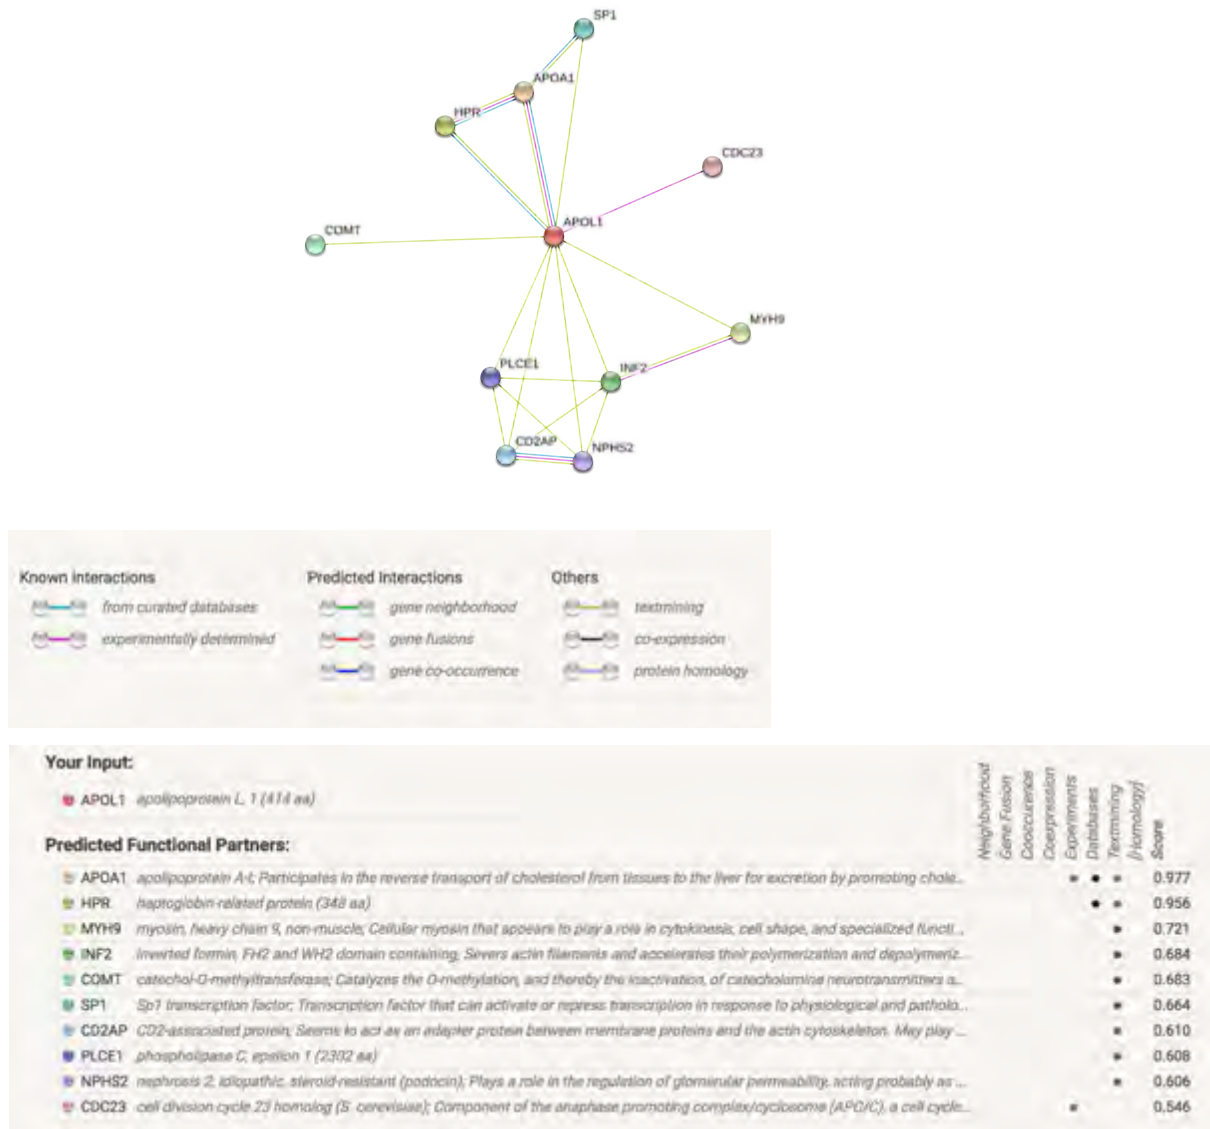 SP1
APOA1
HPR
CDC23
APOL1
COMT
MYH9
PLCE1
INF2
CD2AP
NPHS2
Known Interactions
from curated databases
experimentally determined
Predicted Interactions
gene neighborhood
gene fusions
gene co-occurrence
Others
textmining
co-expression
protein homology
Your Input:
APOL1 apolipoprotein L, 1 (414 aa)
Neighborhood
Gene Fusion
Cooccurence
Coexpression
Experiments
Databases
Textmining
[Homology]
Score
Predicted Functional Partners:
APOA1 apolipoprotein A-I; Participates in the reverse transport of cholesterol from tissues to the liver for excretion by promoting chole... 0.977
HPR haptoglobin-related protein (348 aa) 0.956
MYH9 myosin, heavy chain 9, non-muscle; Cellular myosin that appears to play a role in cytokinesis, cell shape, and specialized functi... 0.721
INF2 inverted formin, FH2 and WH2 domain containing; Severs actin filaments and accelerates their polymerization and depolymeriz... 0.684
COMT catechol-O-methyltransferase; Catalyzes the O-methylation, and thereby the inactivation, of catecholamine neurotransmitters a... 0.683
SP1 Sp1 transcription factor; Transcription factor that can activate or repress transcription in response to physiological and patholo... 0.664
CD2AP CD2-associated protein; Seems to act as an adapter protein between membrane proteins and the actin cytoskeleton. May play ... 0.610
PLCE1 phospholipase C, epsilon 1 (2302 aa) 0.608
NPHS2 nephrosis 2, idiopathic, steroid-resistant (podocin); Plays a role in the regulation of glomerular permeability, acting probably as ... 0.606
CDC23 cell division cycle 23 homolog (S. cerevisiae); Component of the anaphase promoting complex/cyclosome (APC/C), a cell cycle... 0.546